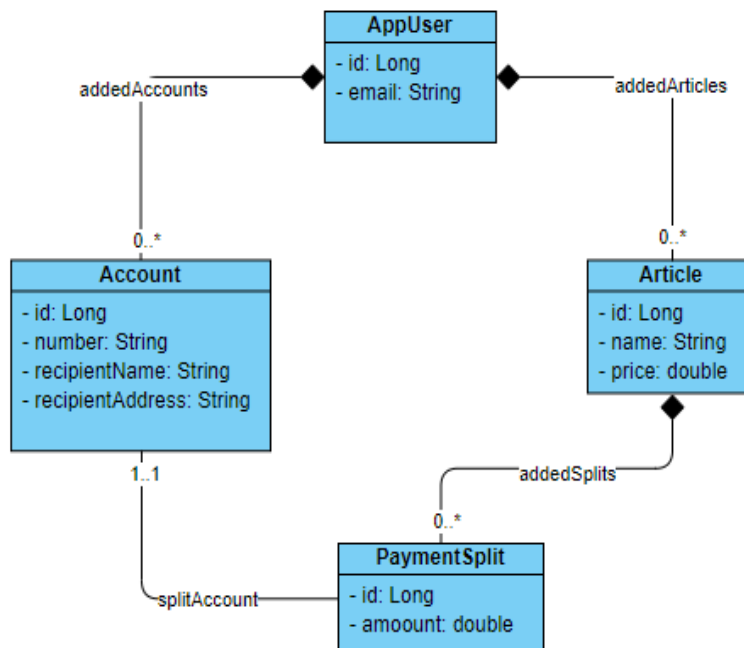 AppUser
- id: Long
- email: String
addedAccounts
addedArticles
0..*
0..*
Account
- id: Long
- number: String
- recipientName: String
- recipientAddress: String
Article
- id: Long
- name: String
- price: double
1..1
addedSplits
0..*
PaymentSplit
- id: Long
- amoount: double
splitAccount